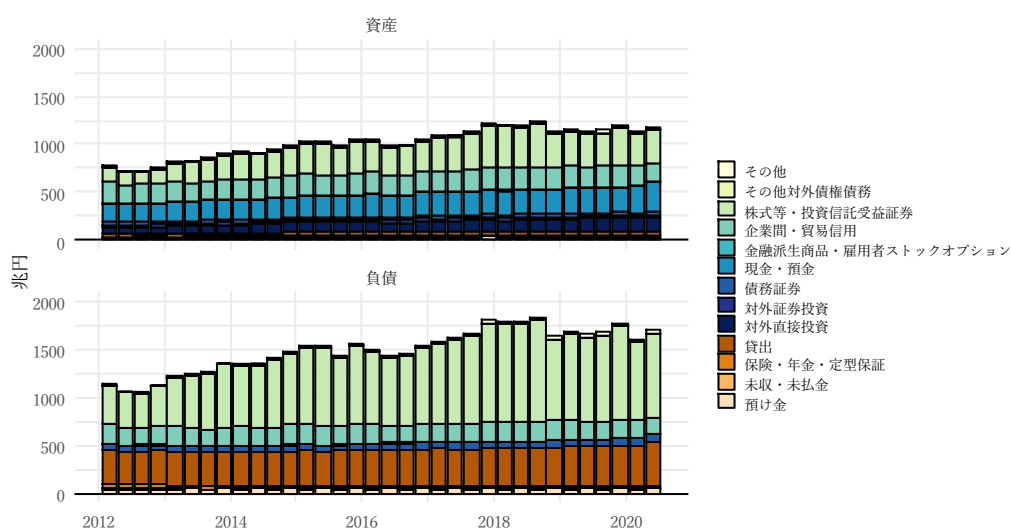 資産
2000
1500
1000
500
0
負債
2000
1500
1000
500
0
兆円
2012
2014
2016
2018
2020
その他
その他対外債権債務
株式等・投資信託受益証券
企業間・貿易信用
金融派生商品・雇用者ストックオプション
現金・預金
債務証券
対外証券投資
対外直接投資
貸出
保険・年金・定型保証
未収・未払金
預け金